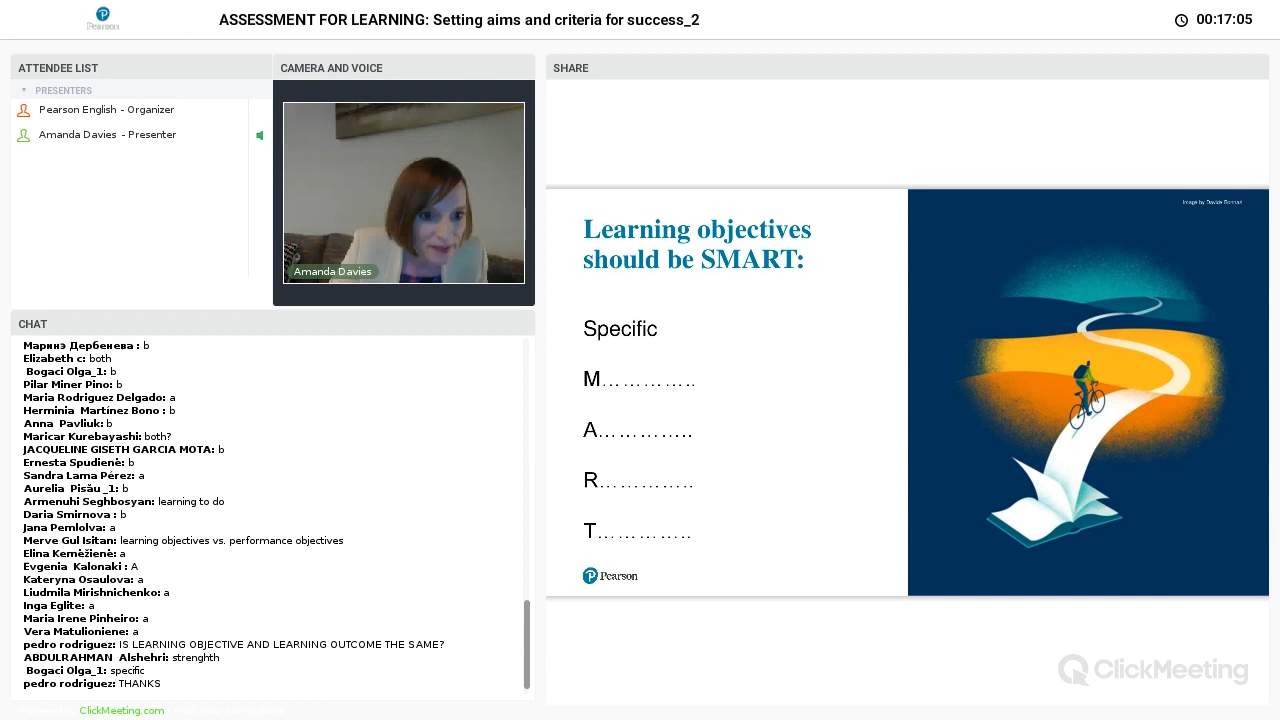 Pearson
ASSESSMENT FOR LEARNING: Setting aims and criteria for success_2
00:17:05
ATTENDEE LIST
PRESENTERS
Pearson English - Organizer
Amanda Davies - Presenter
CAMERA AND VOICE
Amanda Davies
CHAT
Маринэ Дербенева : b
Elizabeth c: both
Bogaci Olga_1: b
Pilar Miner Pino: b
Maria Rodriguez Delgado: a
Herminia Martínez Bono : b
Anna Pavliuk: b
Maricar Kurebayashi: both?
JACQUELINE GISETH GARCIA MOTA: b
Ernesta Spudienė: b
Sandra Lama Pérez: a
Aurelia Pisău _1: b
Armenuhi Seghbosyan: learning to do
Daria Smirnova : b
Jana Pemlolva: a
Merve Gul Isitan: learning objectives vs. performance objectives
Elina Kemėžienė: a
Evgenia Kalonaki : A
Kateryna Osaulova: a
Liudmila Mirishnichenko: a
Inga Eglite: a
Maria Irene Pinheiro: a
Vera Matulioniene: a
pedro rodriguez: IS LEARNING OBJECTIVE AND LEARNING OUTCOME THE SAME?
ABDULRAHMAN Alshehri: strenghth
Bogaci Olga_1: specific
pedro rodriguez: THANKS
ClickMeeting.com
SHARE
Image by Davide Bonnazi
Learning objectives
should be SMART:
Specific
M…………..
A…………..
R…………..
T…………..
Pearson
ClickMeeting